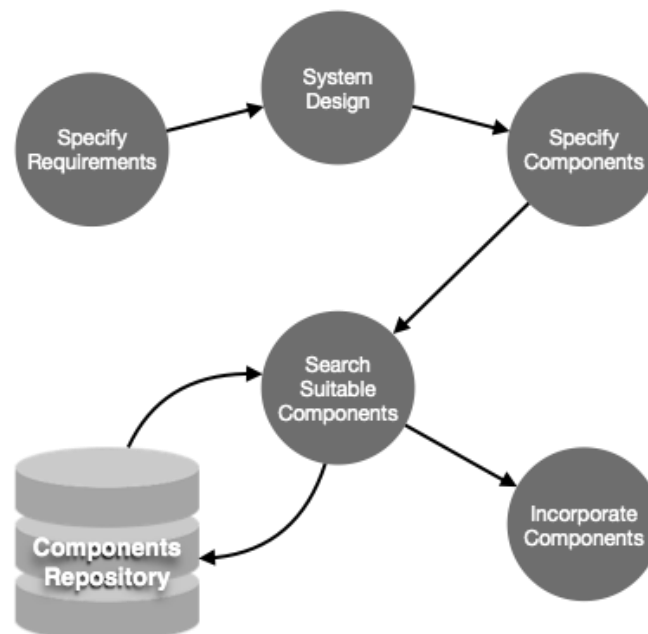 System
Design
Specify
Requirements
Specify
Components
Search
Suitable
Components
Components
Repository
Incorporate
Components